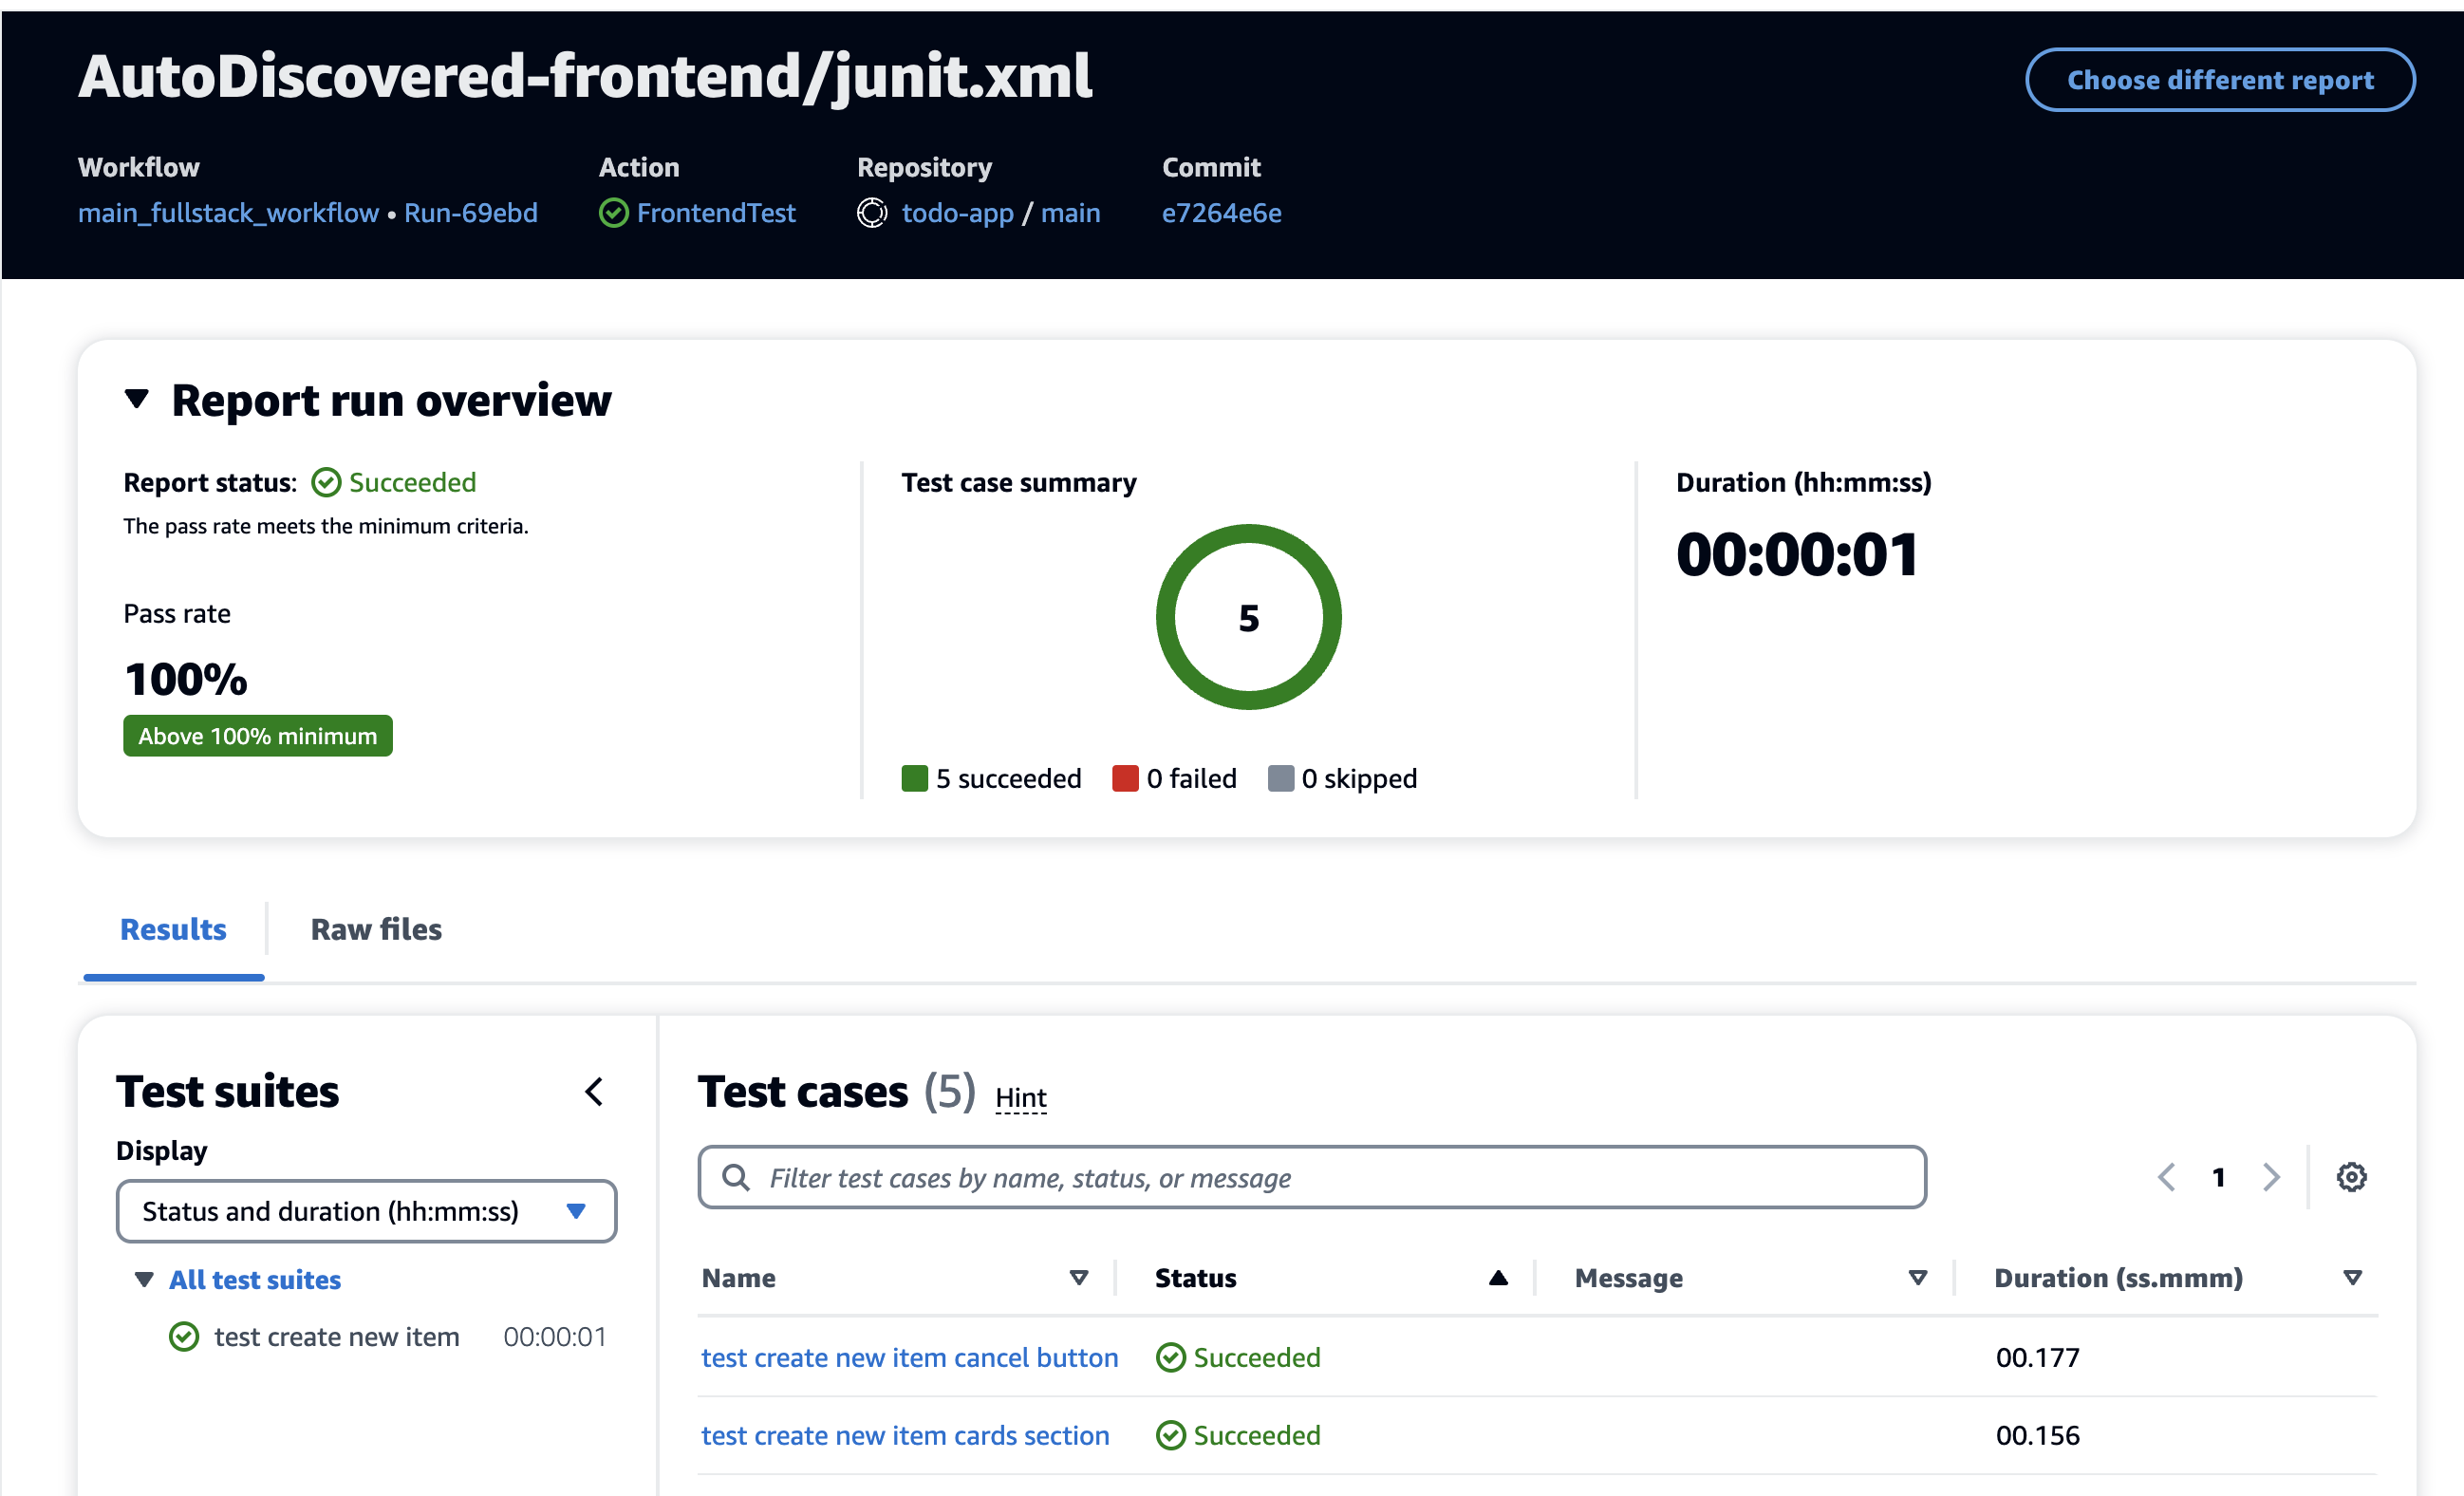 AutoDiscovered-frontend/junit.xml
Choose different report
Workflow
Action
Repository
Commit
main_fullstack_workflow • Run-69ebd
FrontendTest
todo-app / main
e7264e6e
Report run overview
Report status: Succeeded
The pass rate meets the minimum criteria.
Pass rate
100%
Above 100% minimum
Test case summary
5
5 succeeded
0 failed
0 skipped
Duration (hh:mm:ss)
00:00:01
Results
Raw files
Test suites
Display
Status and duration (hh:mm:ss)
All test suites
test create new item 00:00:01
Test cases (5) Hint
Filter test cases by name, status, or message
1
Name Status Message Duration (ss.mmm)
test create new item cancel button Succeeded 00.177
test create new item cards section Succeeded 00.156